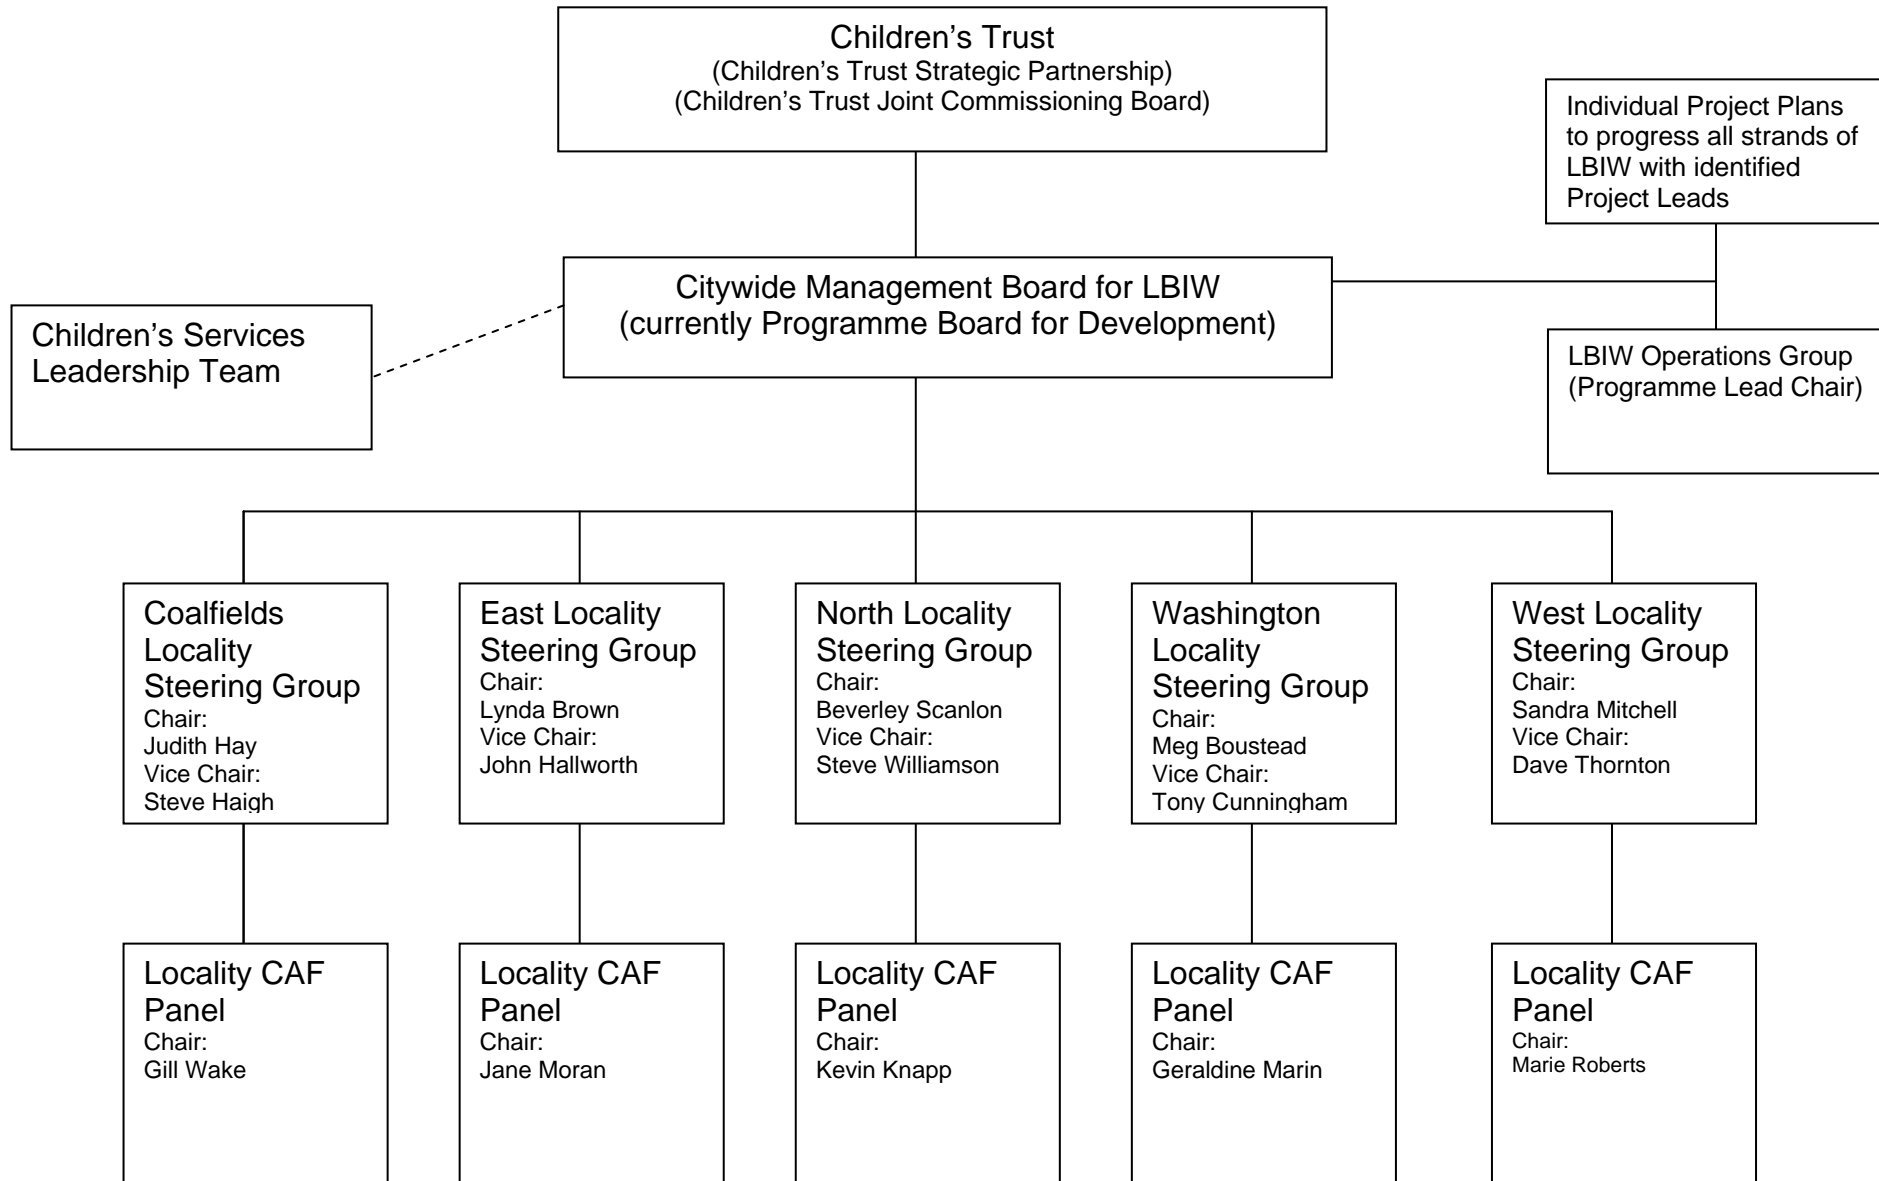 Children's Trust
(Children's Trust Strategic Partnership)
(Children's Trust Joint Commissioning Board)
Individual Project Plans
to progress all strands of
LBIW with identified
Project Leads
Citywide Management Board for LBIW
(currently Programme Board for Development)
Children's Services
Leadership Team
LBIW Operations Group
(Programme Lead Chair)
Coalfields
Locality
Steering Group
Chair:
Judith Hay
Vice Chair:
Steve Haigh
East Locality
Steering Group
Chair:
Lynda Brown
Vice Chair:
John Hallworth
North Locality
Steering Group
Chair:
Beverley Scanlon
Vice Chair:
Steve Williamson
Washington
Locality
Steering Group
Chair:
Meg Boustead
Vice Chair:
Tony Cunningham
West Locality
Steering Group
Chair:
Sandra Mitchell
Vice Chair:
Dave Thornton
Locality CAF
Panel
Chair:
Gill Wake
Locality CAF
Panel
Chair:
Jane Moran
Locality CAF
Panel
Chair:
Kevin Knapp
Locality CAF
Panel
Chair:
Geraldine Marin
Locality CAF
Panel
Chair:
Marie Roberts